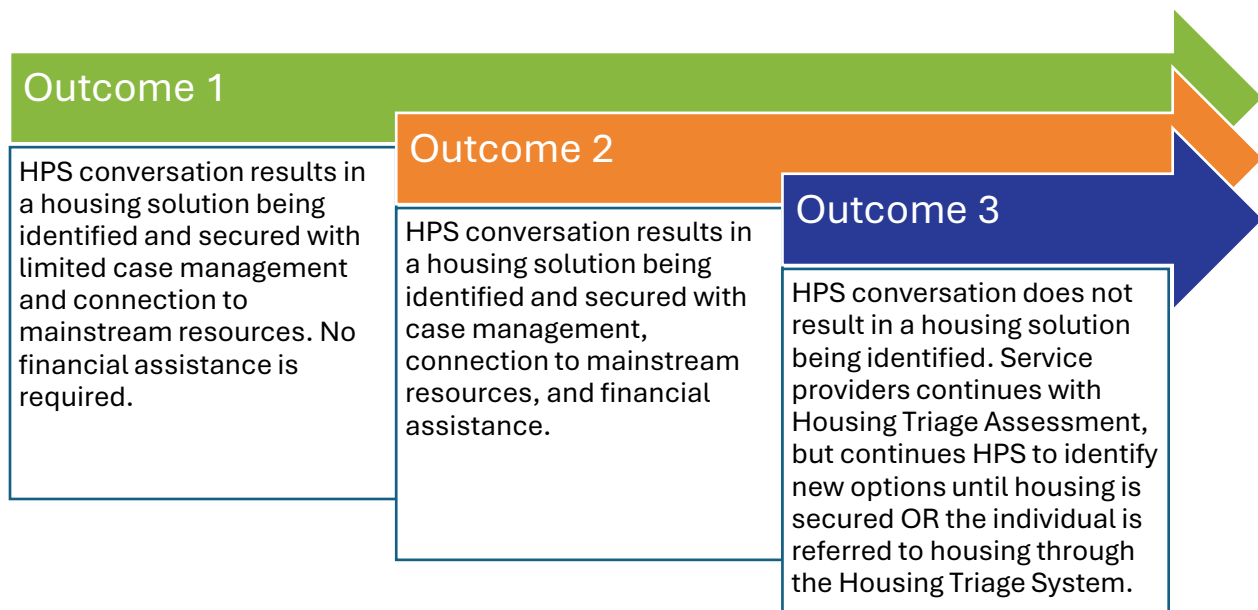 Outcome 1
HPS conversation results in
a housing solution being
identified and secured with
limited case management
and connection to
mainstream resources. No
financial assistance is
required.
Outcome 2
HPS conversation results in
a housing solution being
identified and secured with
case management,
connection to mainstream
resources, and financial
assistance.
Outcome 3
HPS conversation does not
result in a housing solution
being identified. Service
providers continues with
Housing Triage Assessment,
but continues HPS to identify
new options until housing is
secured OR the individual is
referred to housing through
the Housing Triage System.